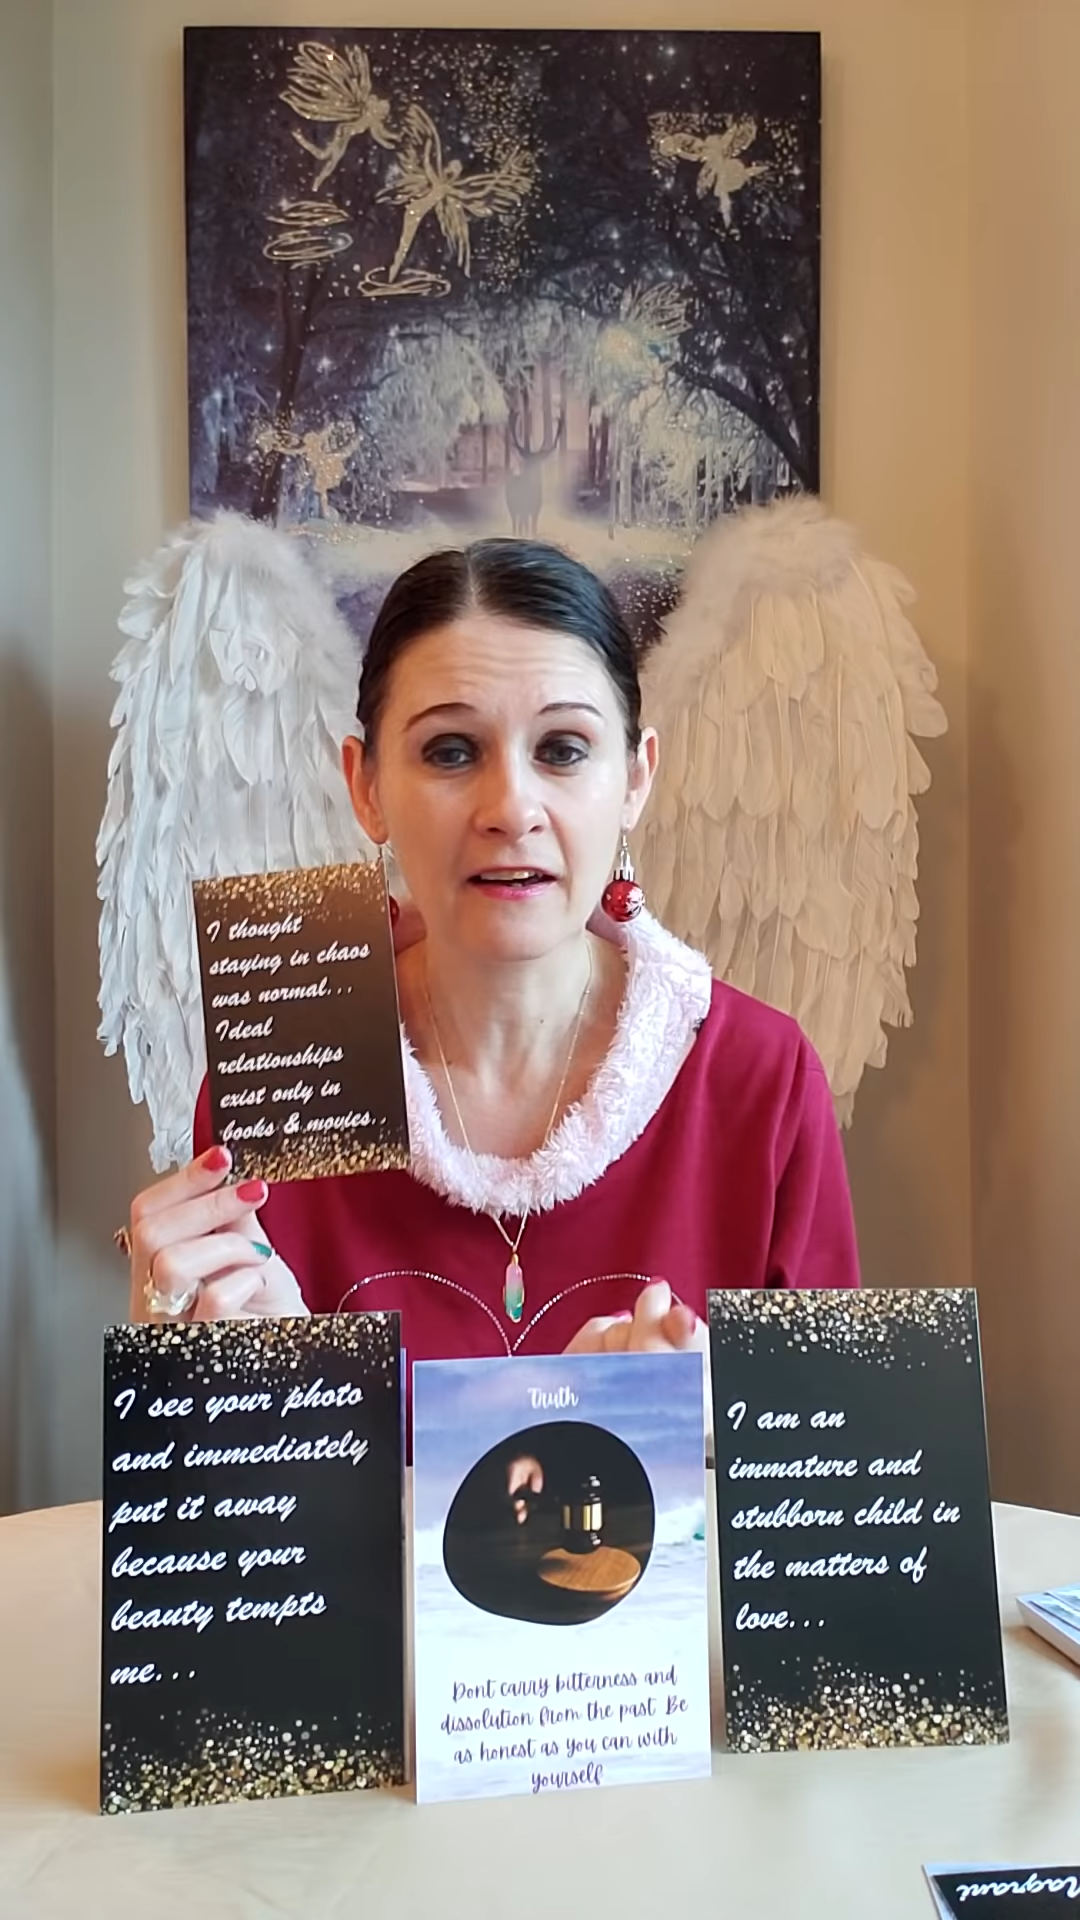 I thought
staying in chaos
was normal...
Ideal
relationships
exist only in
books & movies..
I see your photo
and immediately
put it away
because your
beauty tempts
me...
Truth
Dont carry bitterness and
dissolution from the past Be
as honest as you can with
yourself
I am an
immature and
stubborn child in
the matters of
love...